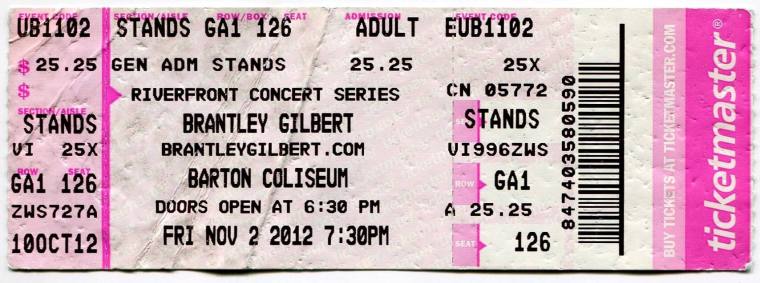 EVENT CODE SECTION/AISLE ROW/BOX SEAT ADMISSION EVENT CODE
UB1102 STANDS GA1 126 ADULT EUB1102
$ 25.25 GEN ADM STANDS 25.25 25X
$ RIVERFRONT CONCERT SERIES CN 05772
SECTION/AISLE
STANDS BRANTLEY GILBERT STANDS
VI 25X BRANTLEYGILBERT.COM VI996ZWS
ROW SEAT
GA1 126 BARTON COLISEUM ROW GA1
ZWS727A DOORS OPEN AT 6:30 PM A 25.25
10OCT12 FRI NOV 2 2012 7:30PM SEAT 126
8474035580590
BUY TICKETS AT TICKETMASTER.COM
ticketmaster®